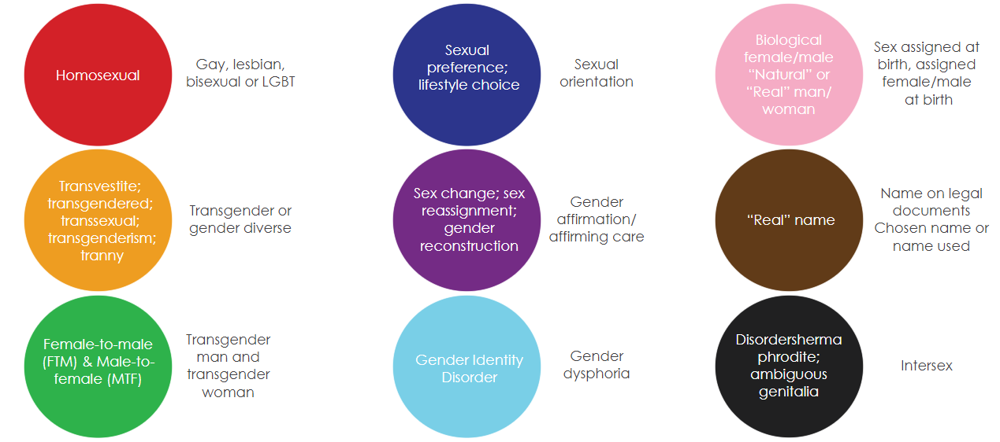 Homosexual
Gay, lesbian,
bisexual or LGBT
Sexual
preference;
lifestyle choice
Sexual
orientation
Biological
female/male
“Natural” or
“Real” man/
woman
Sex assigned at
birth, assigned
female/male
at birth
Transvestite;
transgendered;
transsexual;
transgenderism;
tranny
Transgender or
gender diverse
Sex change; sex
reassignment;
gender
reconstruction
Gender
affirmation/
affirming care
“Real” name
Name on legal
documents
Chosen name or
name used
Female-to-male
(FTM) & Male-to-
female (MTF)
Transgender
man and
transgender
woman
Gender Identity
Disorder
Gender
dysphoria
Disordersherma
phrodite;
ambiguous
genitalia
Intersex